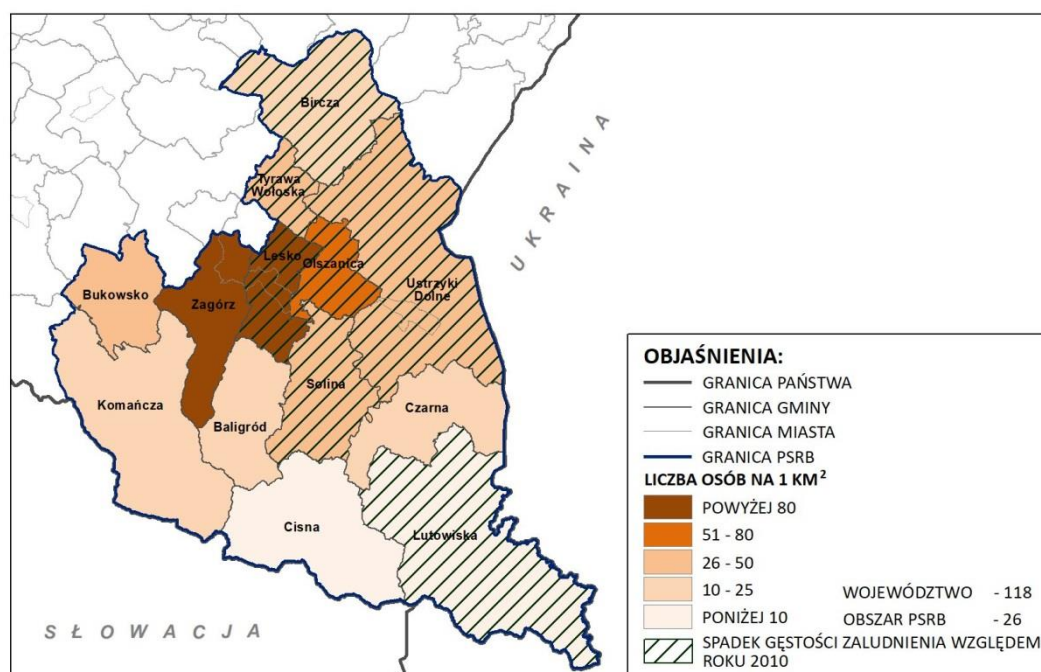 Bircza
UKRAINA
Tyrawa
Wołoska
Lesko
Olszanica
Ustrzyki
Dolne
Bukowsko
Zagórz
Solina
Komańcza
Baligród
Czarna
Cisna
Lutowiska
SŁOWACJA
OBJAŚNIENIA:
GRANICA PAŃSTWA
GRANICA GMINY
GRANICA MIASTA
GRANICA PSRB
LICZBA OSÓB NA 1 KM²
POWYŻEJ 80
51 - 80
26 - 50
10 - 25
PONIŻEJ 10
WOJEWÓDZTWO - 118
OBSZAR PSRB - 26
SPADEK GĘSTOŚCI ZALUDNIENIA WZGLĘDEM
ROKU 2010